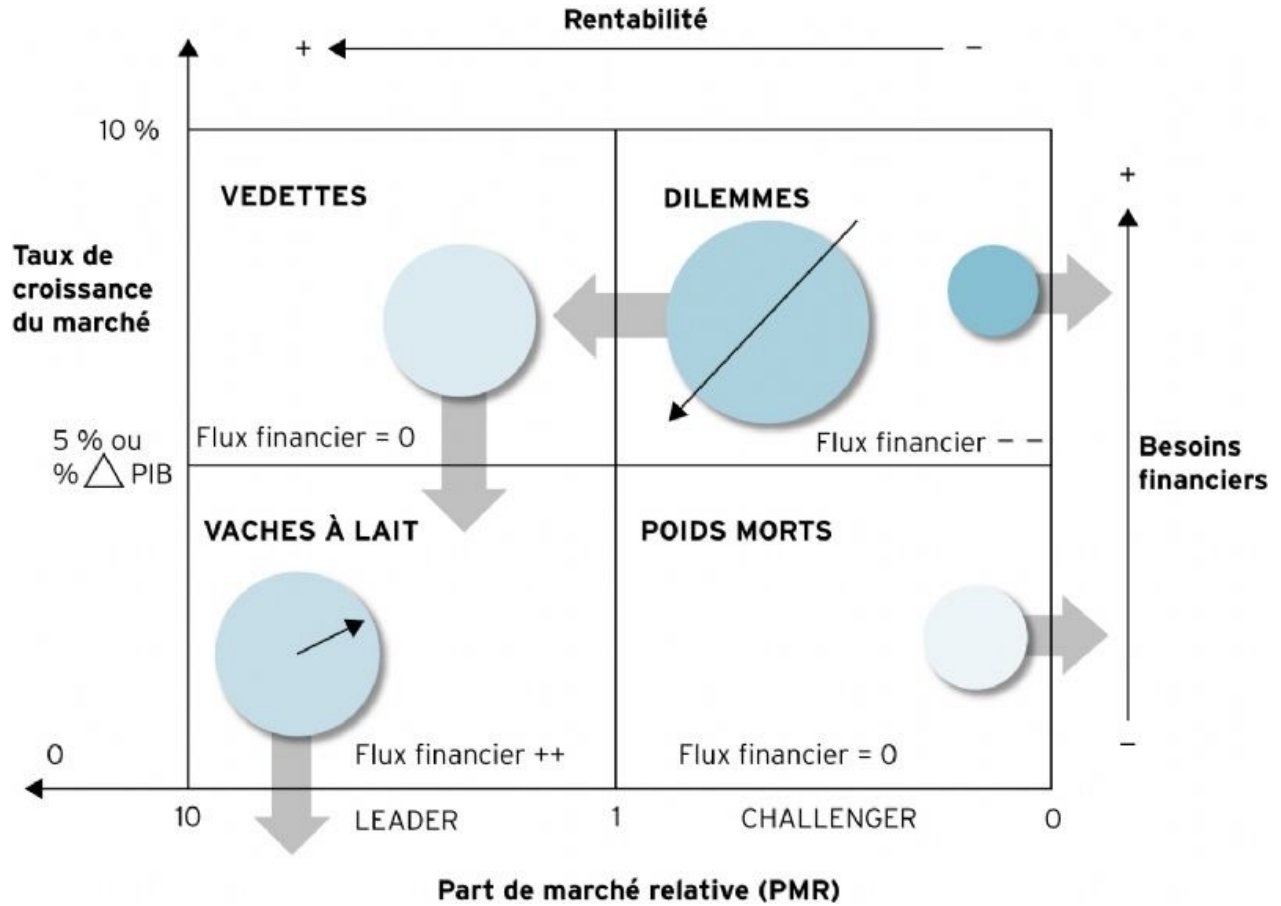 Rentabilité
+ −
10 %
VEDETTES
DILEMMES
+
Taux de
croissance
du marché
Flux financier = 0
Flux financier − −
5 % ou
% △ PIB
Besoins
financiers
VACHES À LAIT
POIDS MORTS
0
Flux financier ++
Flux financier = 0
−
10
LEADER
1
CHALLENGER
0
Part de marché relative (PMR)